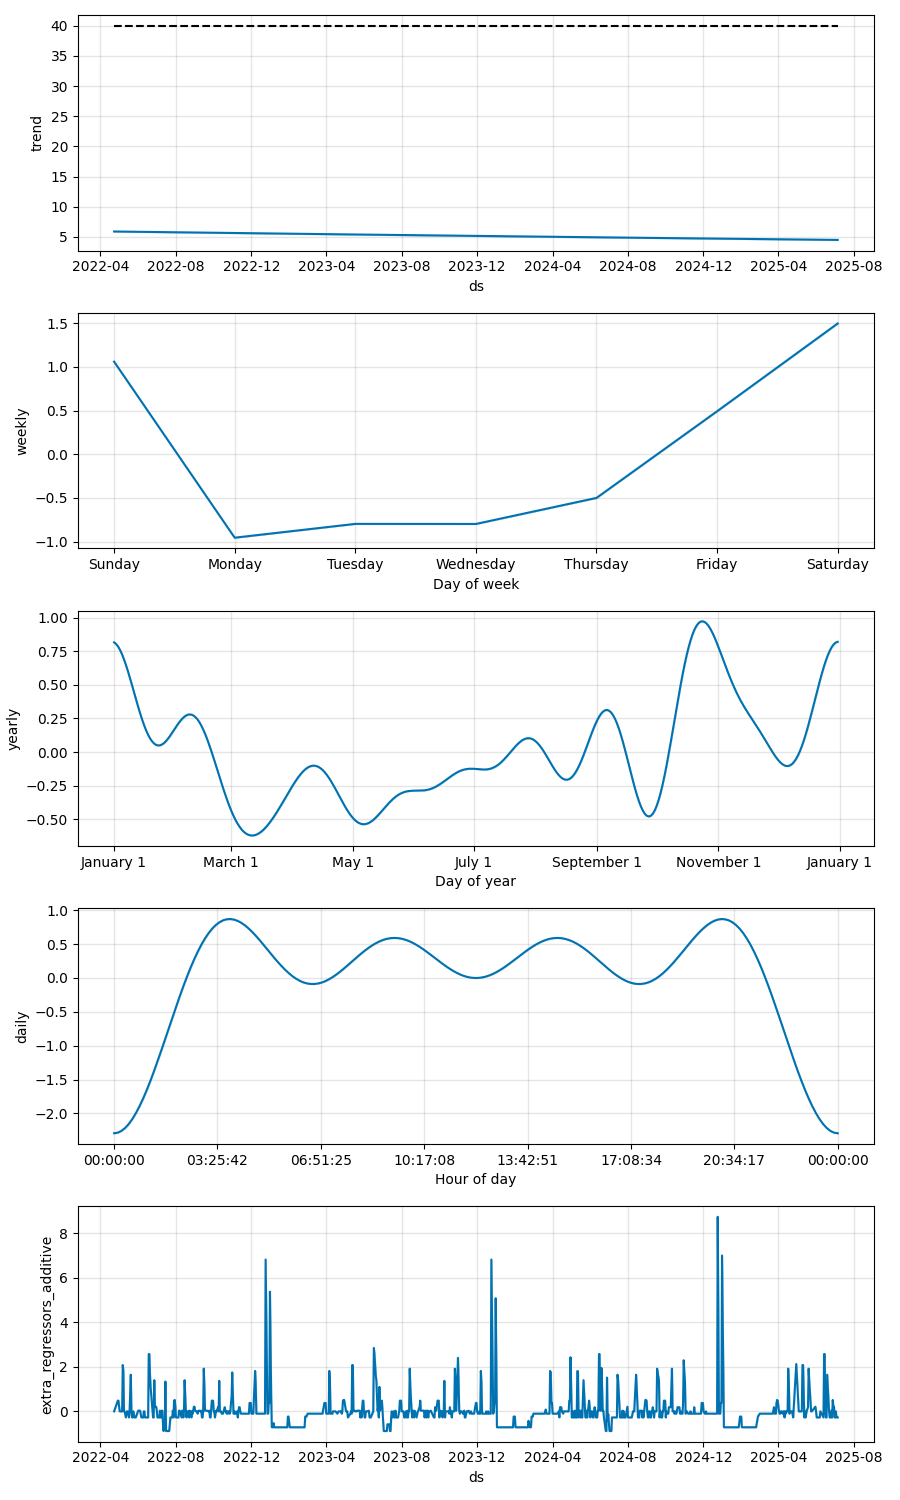 40
35
30
25
20
15
10
5
trend
2022-04 2022-08 2022-12 2023-04 2023-08 2023-12 2024-04 2024-08 2024-12 2025-04 2025-08
ds
1.5
1.0
0.5
0.0
−0.5
−1.0
weekly
Sunday Monday Tuesday Wednesday Thursday Friday Saturday
Day of week
1.00
0.75
0.50
0.25
0.00
−0.25
−0.50
yearly
January 1 March 1 May 1 July 1 September 1 November 1 January 1
Day of year
1.0
0.5
0.0
−0.5
−1.0
−1.5
−2.0
daily
00:00:00 03:25:42 06:51:25 10:17:08 13:42:51 17:08:34 20:34:17 00:00:00
Hour of day
8
6
4
2
0
extra_regressors_additive
2022-04 2022-08 2022-12 2023-04 2023-08 2023-12 2024-04 2024-08 2024-12 2025-04 2025-08
ds